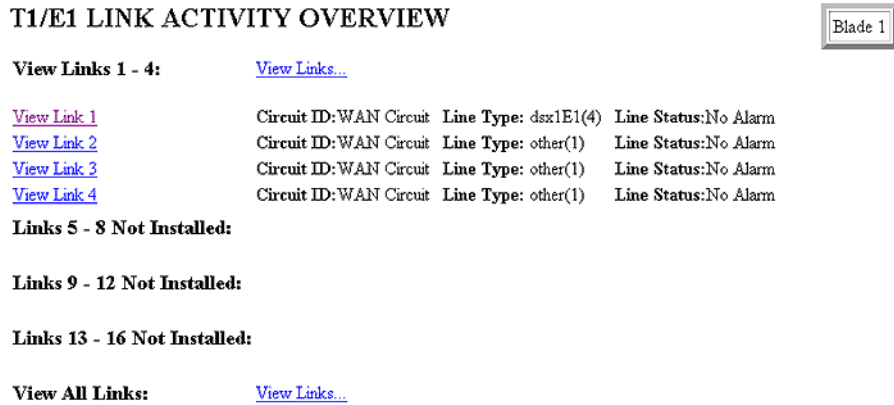 T1/E1 LINK ACTIVITY OVERVIEW
Blade 1
View Links 1 - 4: View Links...
View Link 1 Circuit ID:WAN Circuit Line Type: dsx1E1(4) Line Status:No Alarm
View Link 2 Circuit ID:WAN Circuit Line Type: other(1) Line Status:No Alarm
View Link 3 Circuit ID:WAN Circuit Line Type: other(1) Line Status:No Alarm
View Link 4 Circuit ID:WAN Circuit Line Type: other(1) Line Status:No Alarm
Links 5 - 8 Not Installed:
Links 9 - 12 Not Installed:
Links 13 - 16 Not Installed:
View All Links: View Links...